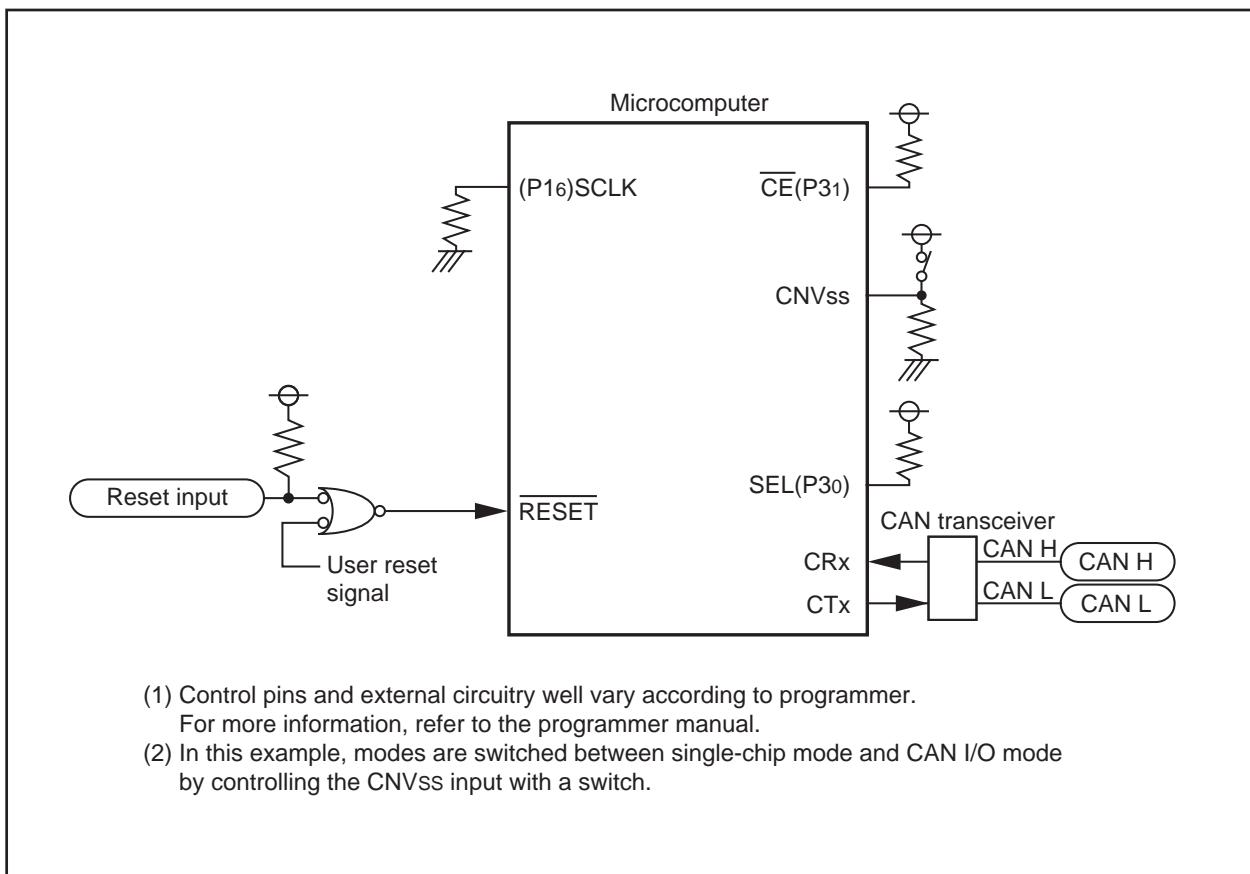 Microcomputer
(P16)SCLK
CE(P31)
CNVss
Reset input
RESET
SEL(P30)
User reset
signal
CAN transceiver
CRx
CAN H
CAN H
CTx
CAN L
CAN L
(1) Control pins and external circuitry well vary according to programmer.
For more information, refer to the programmer manual.
(2) In this example, modes are switched between single-chip mode and CAN I/O mode
by controlling the CNVSS input with a switch.